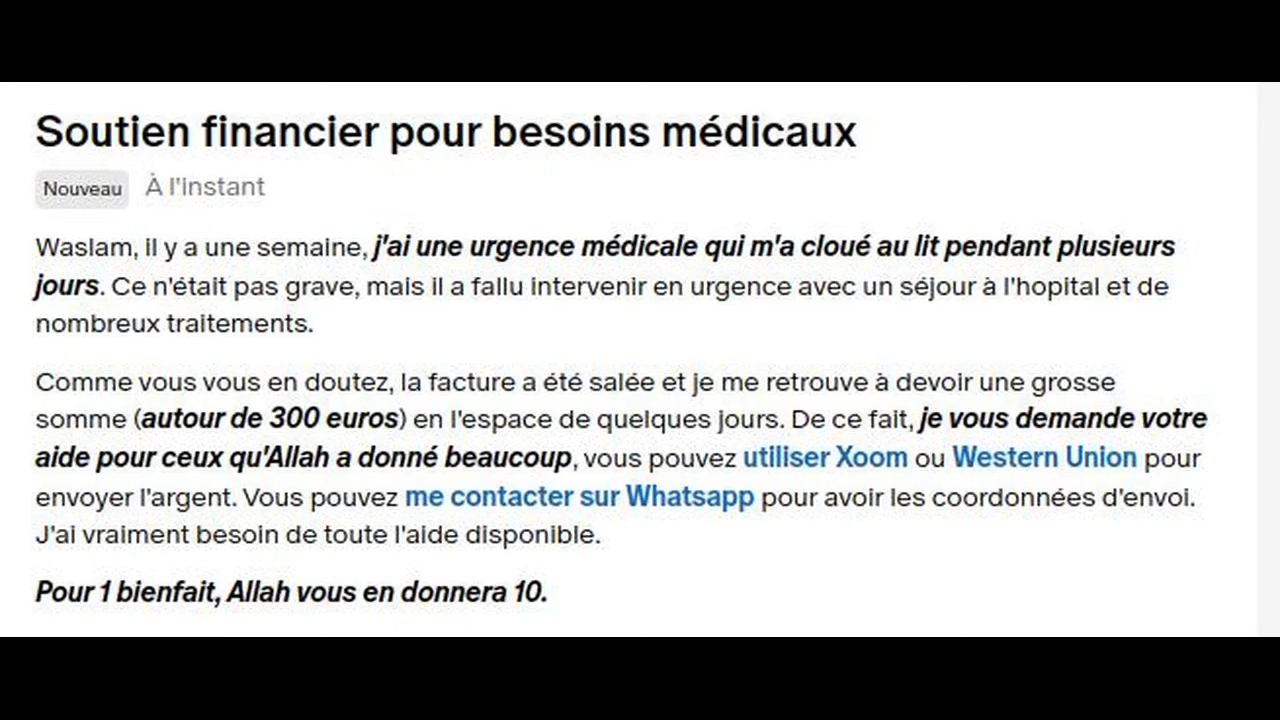 Soutien financier pour besoins médicaux
Nouveau À l'instant
Waslam, il y a une semaine, j'ai une urgence médicale qui m'a cloué au lit pendant plusieurs
jours. Ce n'était pas grave, mais il a fallu intervenir en urgence avec un séjour à l'hopital et de
nombreux traitements.
Comme vous vous en doutez, la facture a été salée et je me retrouve à devoir une grosse
somme (autour de 300 euros) en l'espace de quelques jours. De ce fait, je vous demande votre
aide pour ceux qu'Allah a donné beaucoup, vous pouvez utiliser Xoom ou Western Union pour
envoyer l'argent. Vous pouvez me contacter sur Whatsapp pour avoir les coordonnées d'envoi.
J'ai vraiment besoin de toute l'aide disponible.
Pour 1 bienfait, Allah vous en donnera 10.